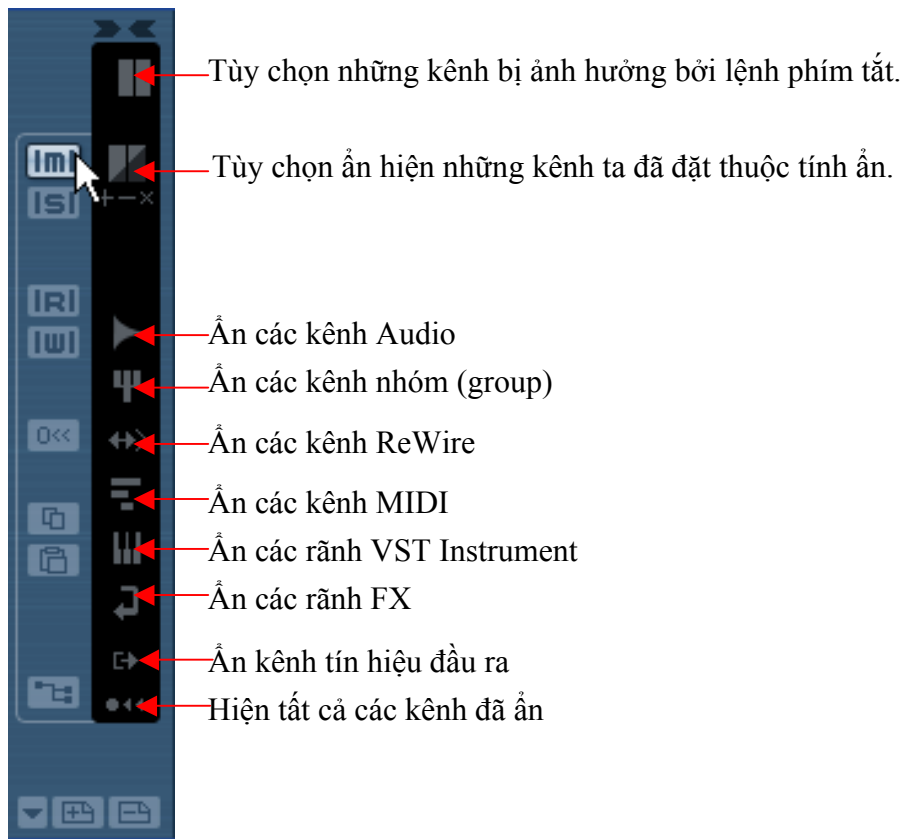 Tùy chọn những kênh bị ảnh hưởng bởi lệnh phím tắt.
|m|
Tùy chọn ẩn hiện những kênh ta đã đặt thuộc tính ẩn.
|S|
+−×
|R|
Ẩn các kênh Audio
|W|
Ẩn các kênh nhóm (group)
0<<
Ẩn các kênh ReWire
Ẩn các kênh MIDI
Ẩn các rãnh VST Instrument
Ẩn các rãnh FX
Ẩn kênh tín hiệu đầu ra
Hiện tất cả các kênh đã ẩn